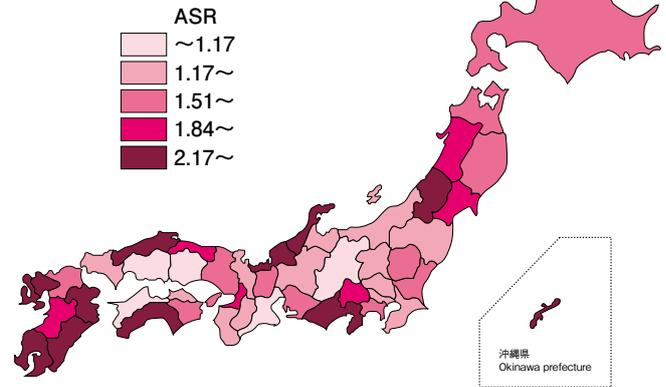 ASR
～1.17
1.17～
1.51～
1.84～
2.17～
沖縄県
Okinawa prefecture